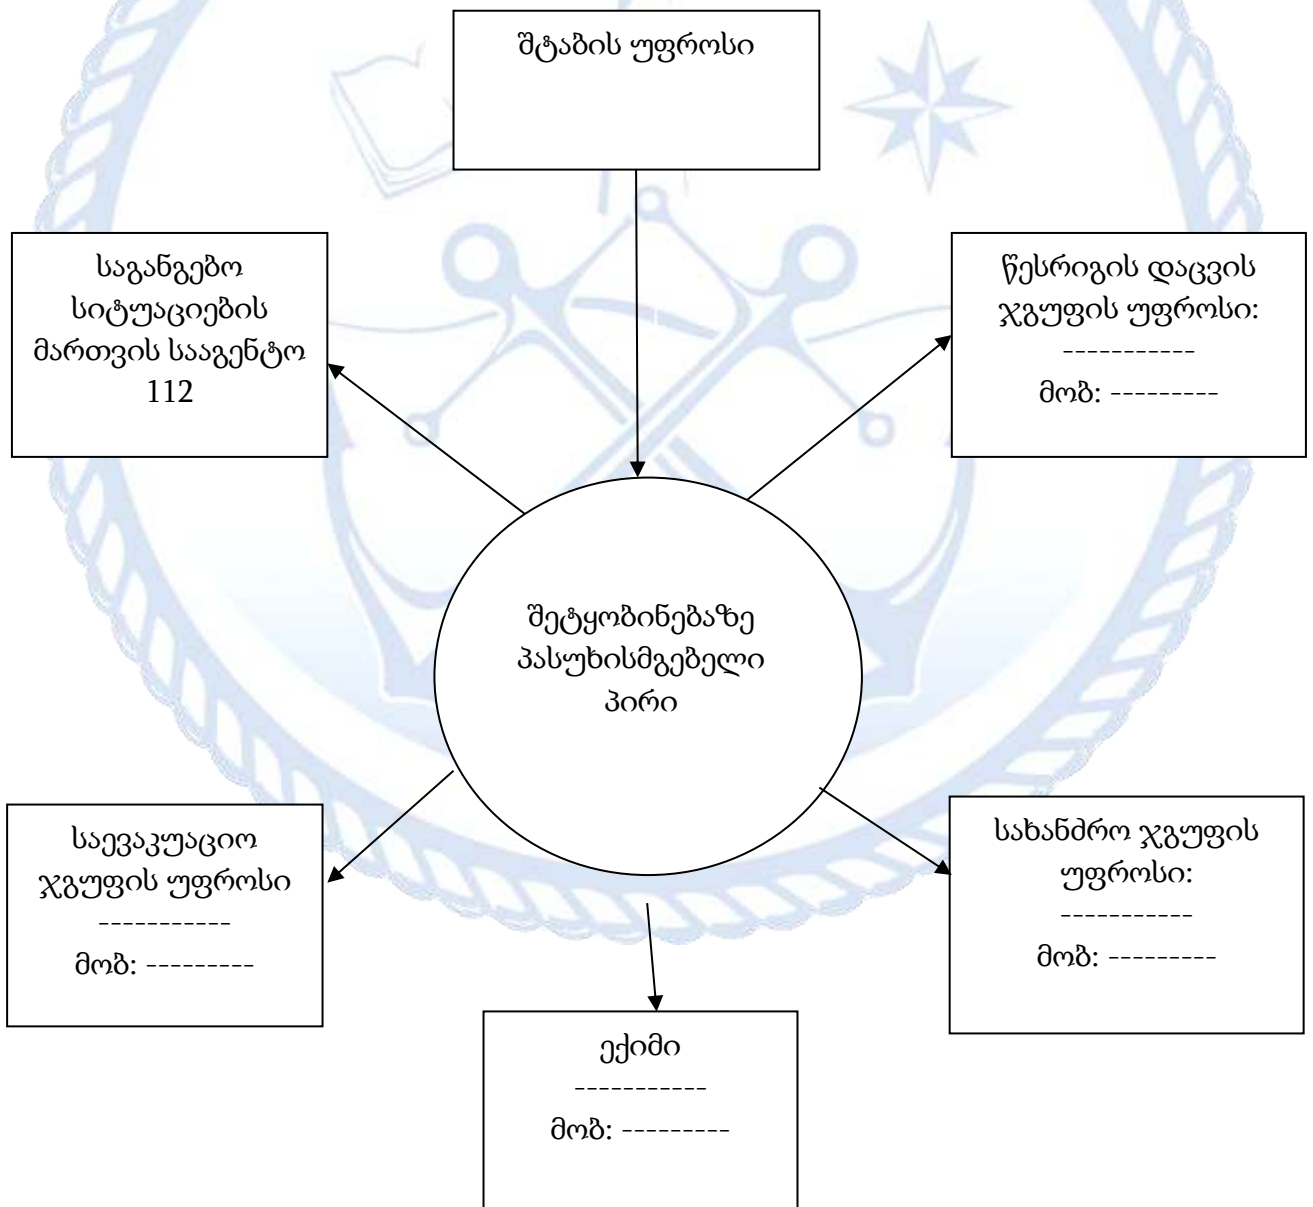 შტაბის უფროსი
საგანგებო
სიტუაციების
მართვის სააგენტო
112
წესრიგის დაცვის
ჯგუფის უფროსი:
-----------
მობ: ---------
შეტყობინებაზე
პასუხისმგებელი
პირი
საევაკუაციო
ჯგუფის უფროსი
-----------
მობ: ---------
სახანძრო ჯგუფის
უფროსი:
-----------
მობ: ---------
ექიმი
-----------
მობ: ---------